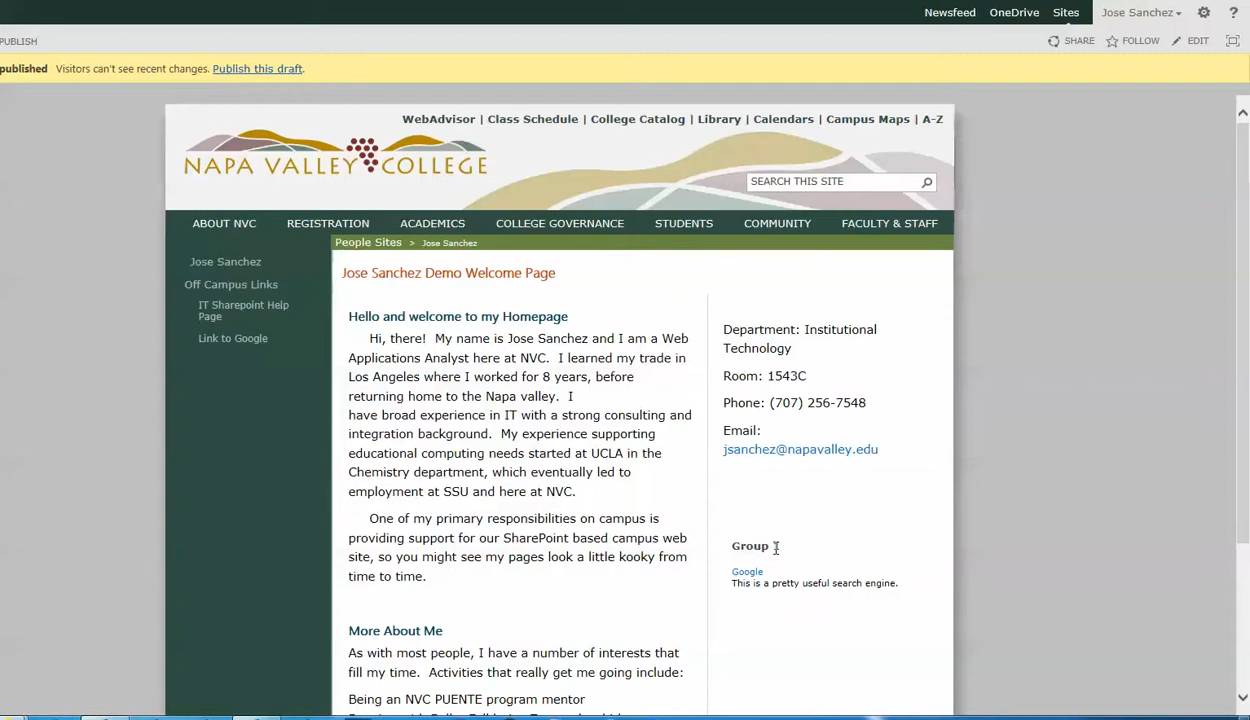 Newsfeed OneDrive Sites Jose Sanchez ?
PUBLISH SHARE FOLLOW EDIT
published Visitors can't see recent changes. Publish this draft.
WebAdvisor | Class Schedule | College Catalog | Library | Calendars | Campus Maps | A-Z
NAPA VALLEY COLLEGE
SEARCH THIS SITE
ABOUT NVC REGISTRATION ACADEMICS COLLEGE GOVERNANCE STUDENTS COMMUNITY FACULTY & STAFF
People Sites > Jose Sanchez
Jose Sanchez
Off Campus Links
IT Sharepoint Help
Page
Link to Google
Jose Sanchez Demo Welcome Page
Hello and welcome to my Homepage
Hi, there! My name is Jose Sanchez and I am a Web
Applications Analyst here at NVC. I learned my trade in
Los Angeles where I worked for 8 years, before
returning home to the Napa valley. I
have broad experience in IT with a strong consulting and
integration background. My experience supporting
educational computing needs started at UCLA in the
Chemistry department, which eventually led to
employment at SSU and here at NVC.
One of my primary responsibilities on campus is
providing support for our SharePoint based campus web
site, so you might see my pages look a little kooky from
time to time.
More About Me
As with most people, I have a number of interests that
fill my time. Activities that really get me going include:
Being an NVC PUENTE program mentor
Department: Institutional
Technology
Room: 1543C
Phone: (707) 256-7548
Email:
jsanchez@napavalley.edu
Group
Google
This is a pretty useful search engine.